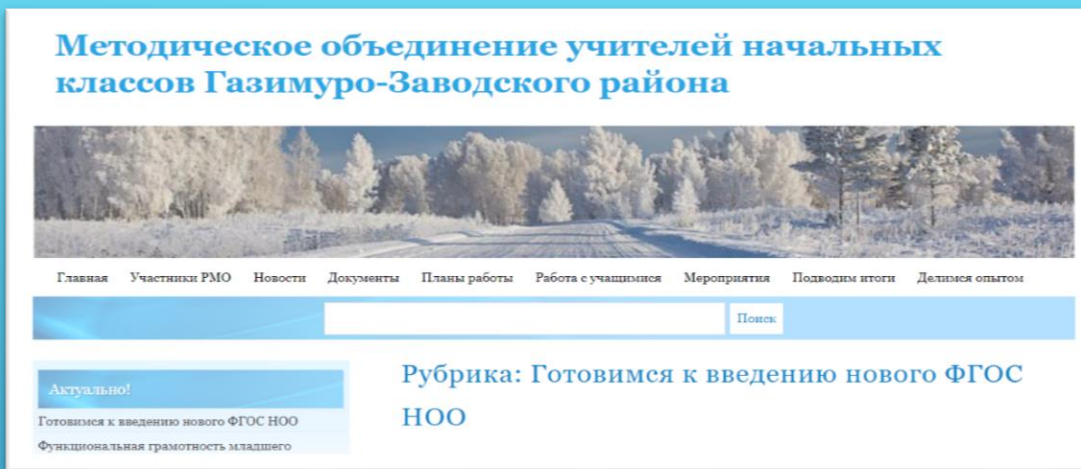 Методическое объединение учителей начальных
классов Газимуро-Заводского района
Главная Участники РМО Новости Документы Планы работы Работа с учащимися Мероприятия Подводим итоги Делимся опытом
Поиск
Актуально!
Готовимся к введению нового ФГОС НОО
Функциональная грамотность младшего
Рубрика: Готовимся к введению нового ФГОС
НОО